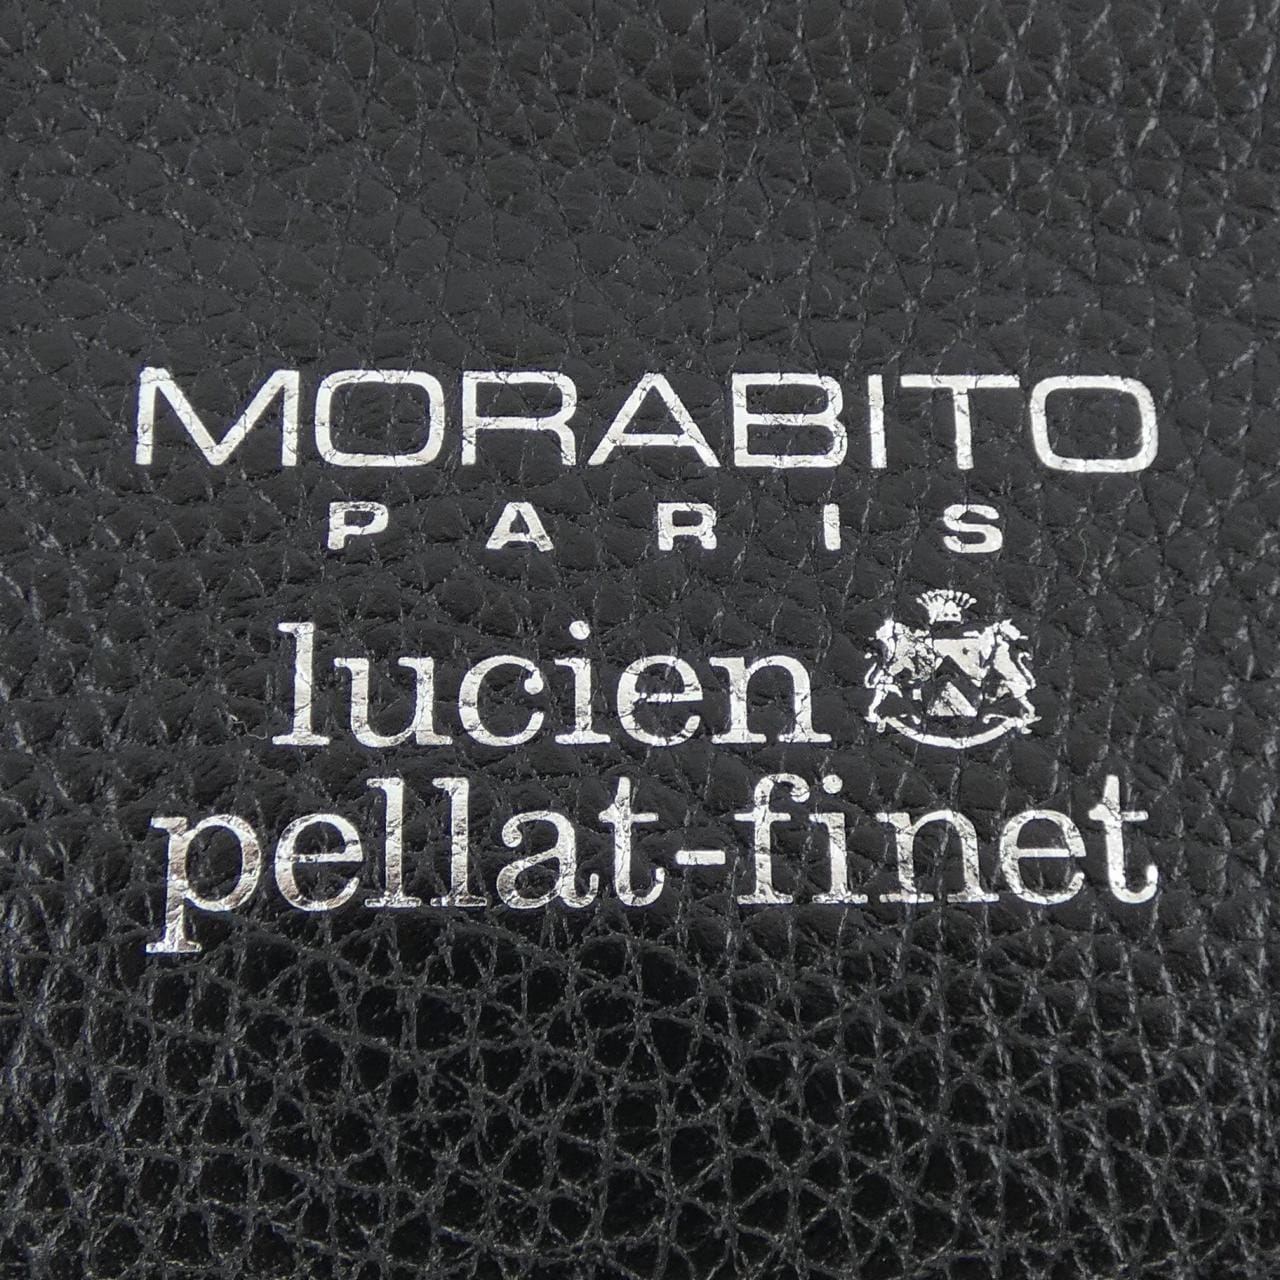 MORABITO
PARIS
lucien
pellat-finet